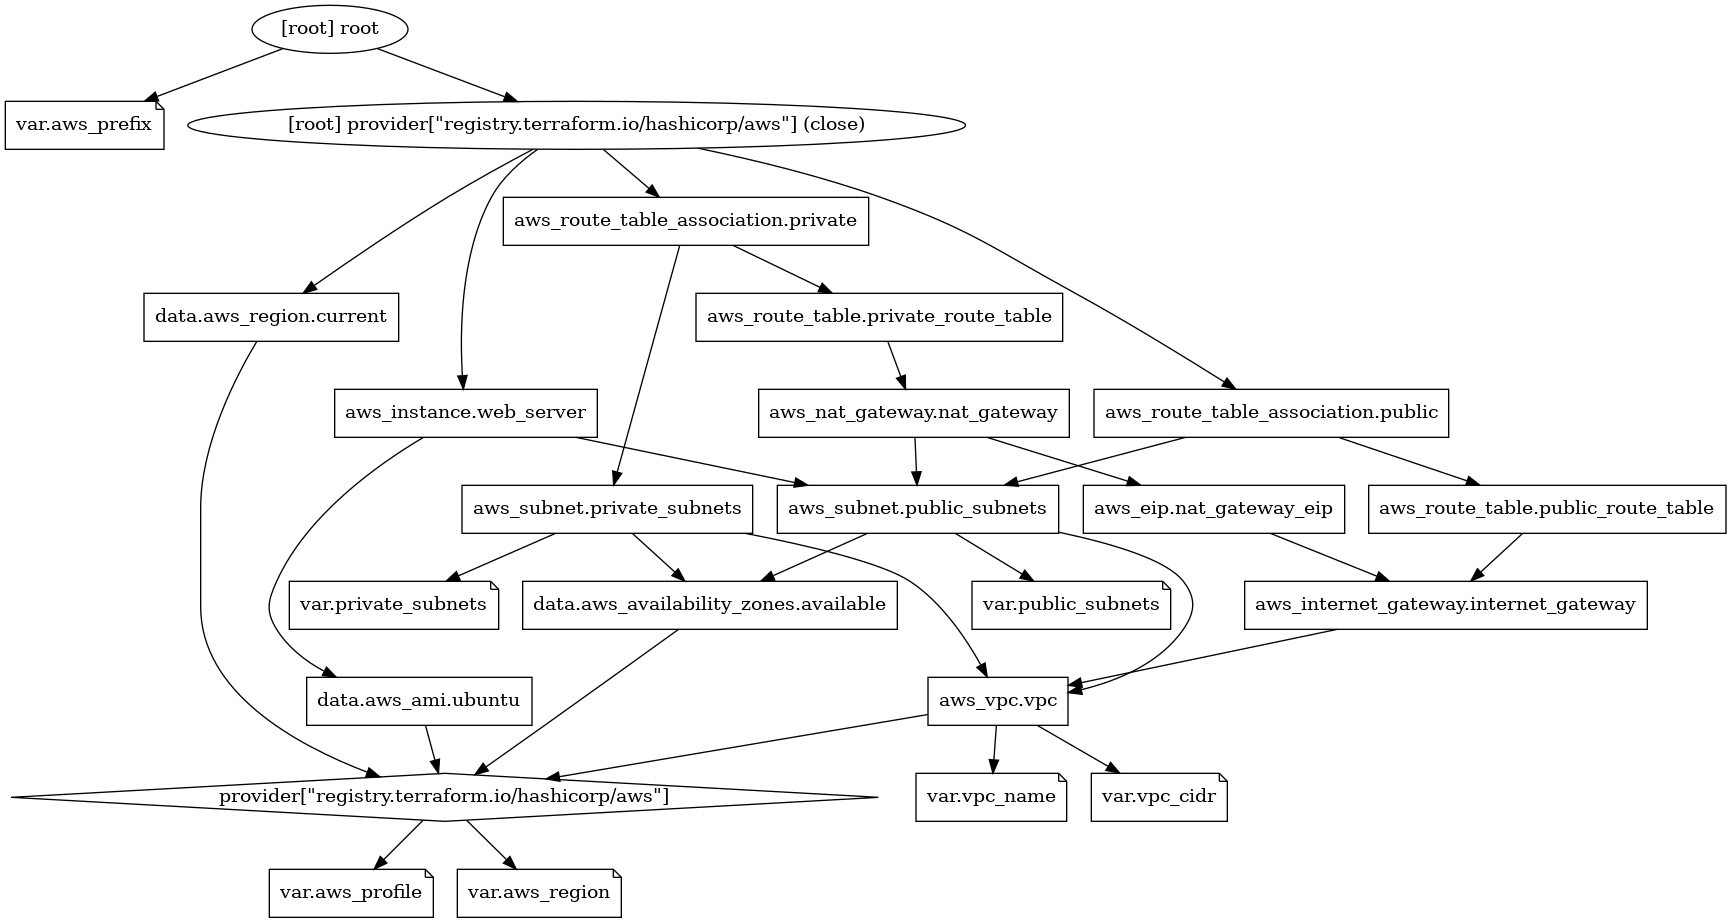 [root] root
var.aws_prefix
[root] provider["registry.terraform.io/hashicorp/aws"] (close)
aws_route_table_association.private
data.aws_region.current
aws_route_table.private_route_table
aws_instance.web_server
aws_nat_gateway.nat_gateway
aws_route_table_association.public
aws_subnet.private_subnets
aws_subnet.public_subnets
aws_eip.nat_gateway_eip
aws_route_table.public_route_table
var.private_subnets
data.aws_availability_zones.available
var.public_subnets
aws_internet_gateway.internet_gateway
data.aws_ami.ubuntu
aws_vpc.vpc
provider["registry.terraform.io/hashicorp/aws"]
var.vpc_name
var.vpc_cidr
var.aws_profile
var.aws_region